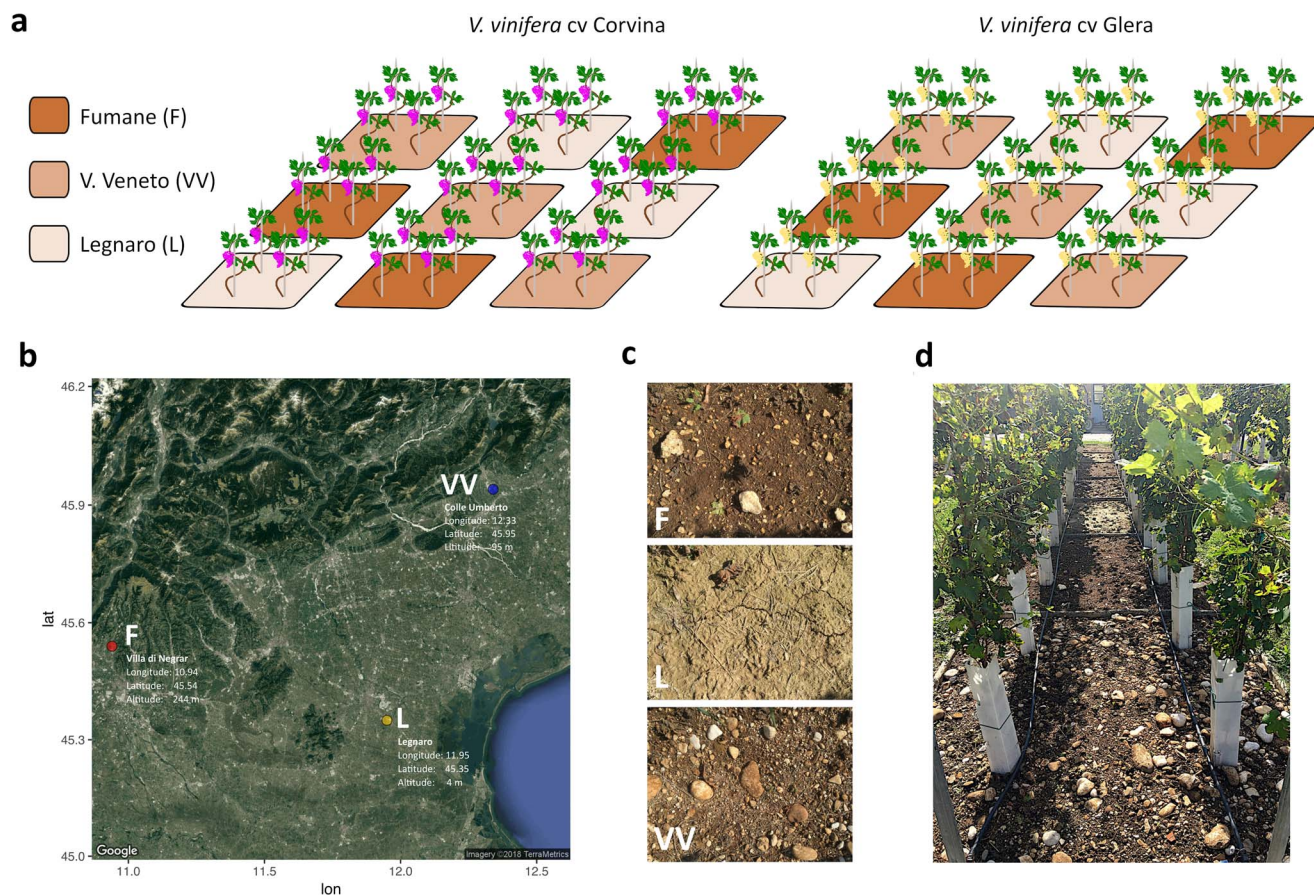 a
V. vinifera cv Corvina
V. vinifera cv Glera
Fumane (F)
V. Veneto (VV)
Legnaro (L)
b
46.2
45.9
45.6
45.3
45.0
lat
11.0
11.5
12.0
12.5
lon
VV
Colle Umberto
Longitude: 12.33
Latitude: 45.95
Ltitude: 95 m
F
Villa di Negrar
Longitude: 10.94
Latitude: 45.54
Altitude: 244 m
L
Legnaro
Longitude: 11.95
Latitude: 45.35
Altitude: 4 m
Google
Imagery ©2018 TerraMetrics
c
F
L
VV
d